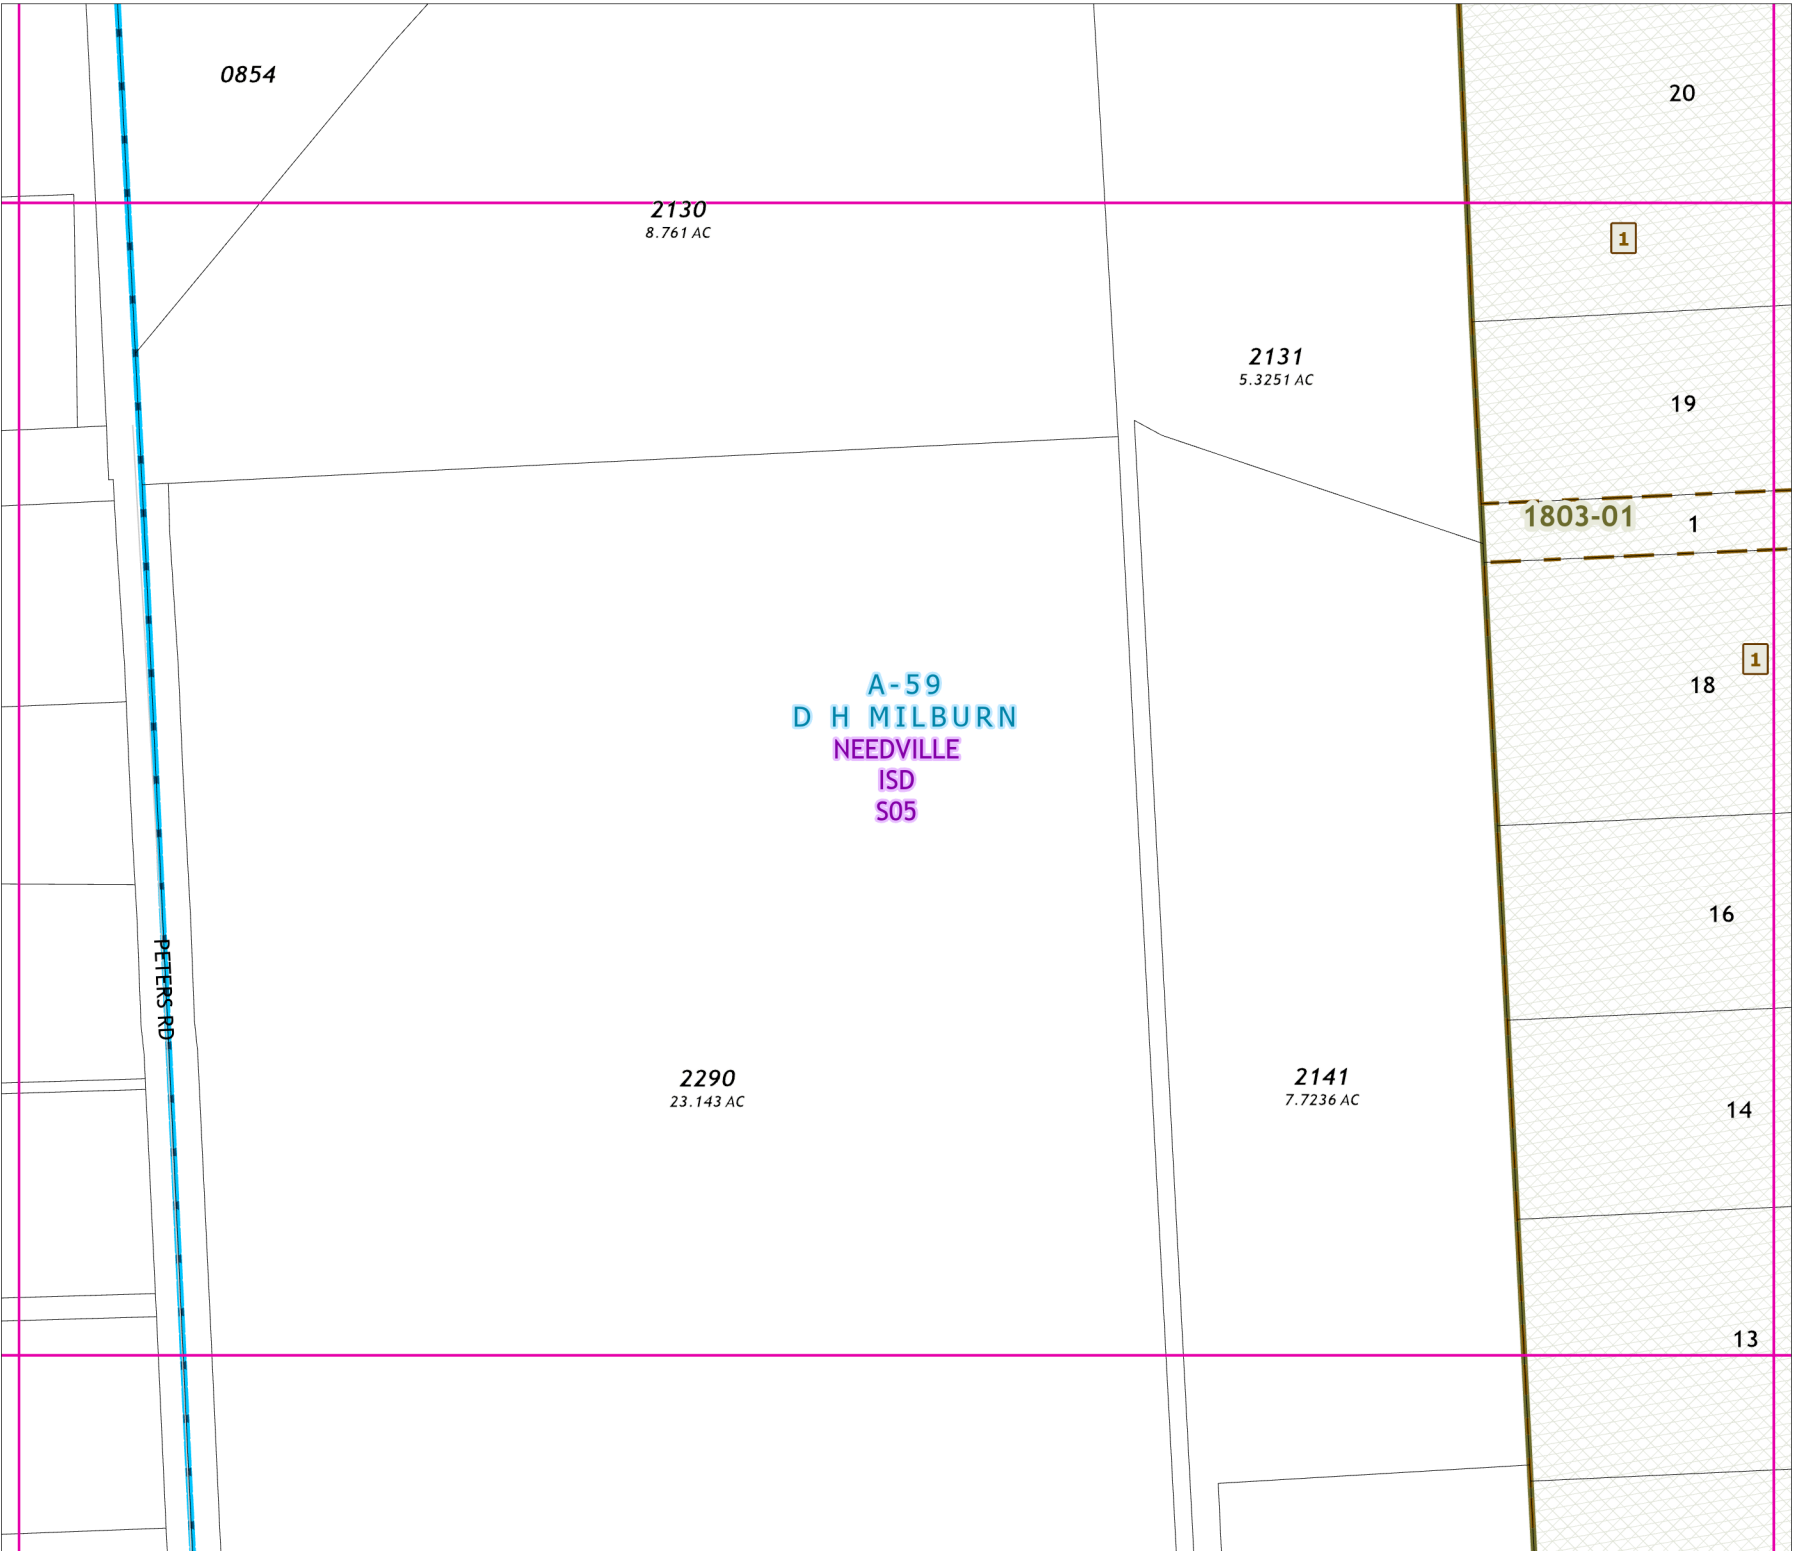 0854
20
2130
8.761 AC
1
2131
5.3251 AC
19
1803-01
1
A-59
D H MILBURN
NEEDVILLE
ISD
S05
1
18
16
PETERS RD
2290
23.143 AC
2141
7.7236 AC
14
13